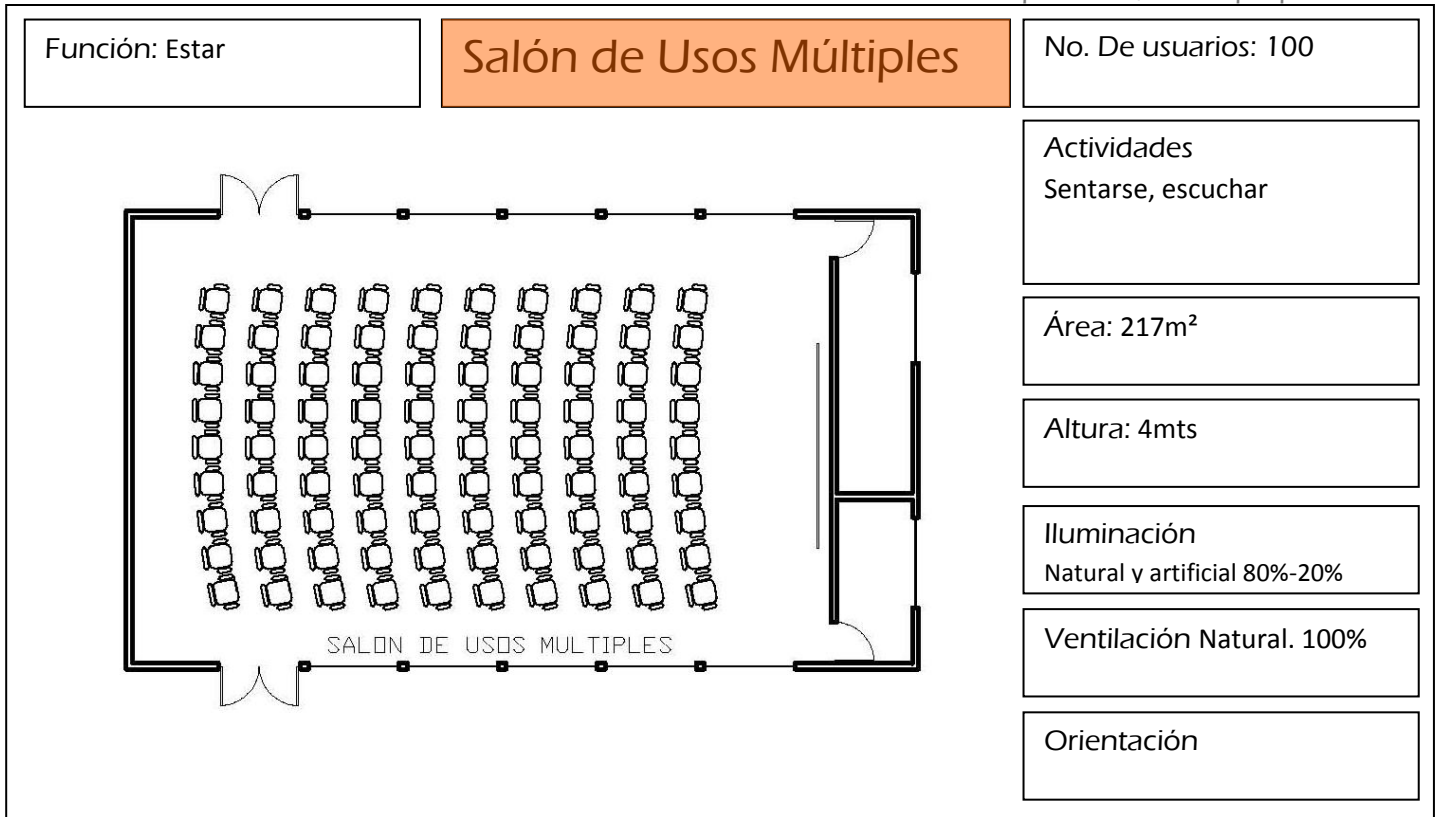 Función: Estar
Salón de Usos Múltiples
No. De usuarios: 100
Actividades
Sentarse, escuchar
Área: 217m²
Altura: 4mts
Iluminación
Natural y artificial 80%-20%
Ventilación Natural. 100%
Orientación
SALON DE USOS MULTIPLES